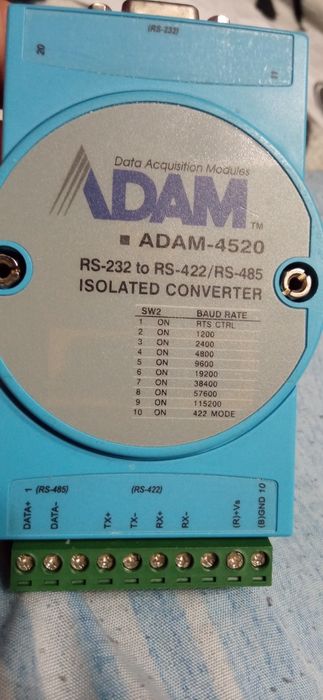 (RS-232)
20
11
Data Acquisition Modules
ADAM TM
■ ADAM-4520
RS-232 to RS-422/RS-485
ISOLATED CONVERTER
SW2 BAUD RATE
1 ON RTS CTRL
2 ON 1200
3 ON 2400
4 ON 4800
5 ON 9600
6 ON 19200
7 ON 38400
8 ON 57600
9 ON 115200
10 ON 422 MODE
1 (RS-485) (RS-422) 10
DATA+
DATA-
TX+
TX-
RX+
RX-
(R)+Vs
(B)GND